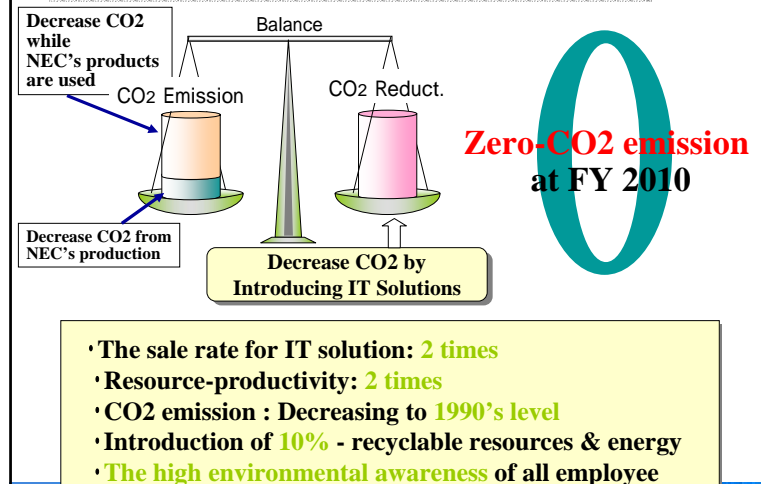 Decrease CO2
while
NEC's products
are used
Balance
CO2 Emission
CO2 Reduct.
Zero-CO2 emission
at FY 2010
Decrease CO2 from
NEC's production
Decrease CO2 by
Introducing IT Solutions
・The sale rate for IT solution: 2 times
・Resource-productivity: 2 times
・CO2 emission : Decreasing to 1990's level
・Introduction of 10% - recyclable resources & energy
・The high environmental awareness of all employee